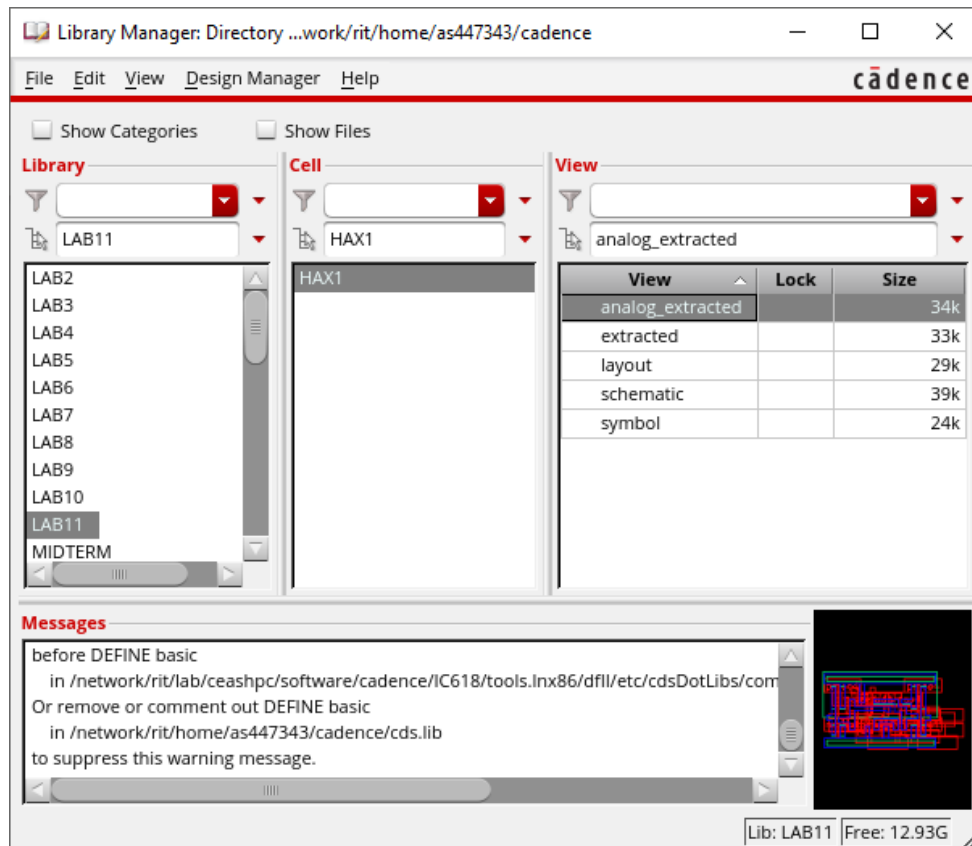 Library Manager: Directory ...work/rit/home/as447343/cadence
File Edit View Design Manager Help
cādence
Show Categories Show Files
Library
LAB11
LAB2
LAB3
LAB4
LAB5
LAB6
LAB7
LAB8
LAB9
LAB10
LAB11
MIDTERM
Cell
HAX1
HAX1
View
analog_extracted
View Lock Size
analog_extracted 34k
extracted 33k
layout 29k
schematic 39k
symbol 24k
Messages
before DEFINE basic
in /network/rit/lab/ceashpc/software/cadence/IC618/tools.lnx86/dfII/etc/cdsDotLibs/com
Or remove or comment out DEFINE basic
in /network/rit/home/as447343/cadence/cds.lib
to suppress this warning message.
Lib: LAB11 Free: 12.93G